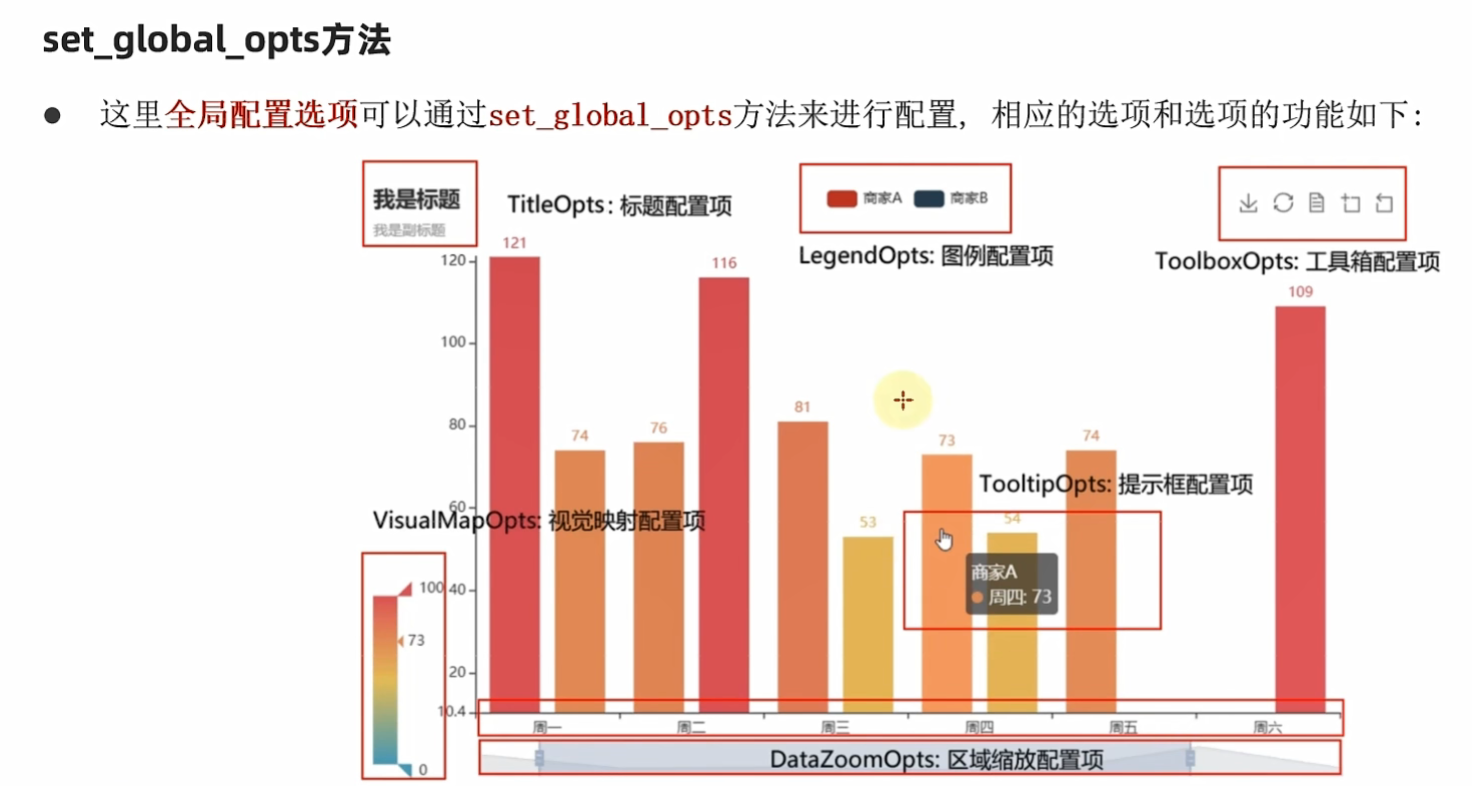 set_global_opts方法
● 这里全局配置选项可以通过set_global_opts方法来进行配置, 相应的选项和选项的功能如下:
我是标题
我是副标题
TitleOpts: 标题配置项
商家A 商家B
LegendOpts: 图例配置项
ToolboxOpts: 工具箱配置项
121
120
116
109
100
81
80
74
76
73
74
TooltipOpts: 提示框配置项
60
VisualMapOpts: 视觉映射配置项
53
54
商家A
周四: 73
100
40
73
20
10.4
0
周一 周二 周三 周四 周五 周六
DataZoomOpts: 区域缩放配置项